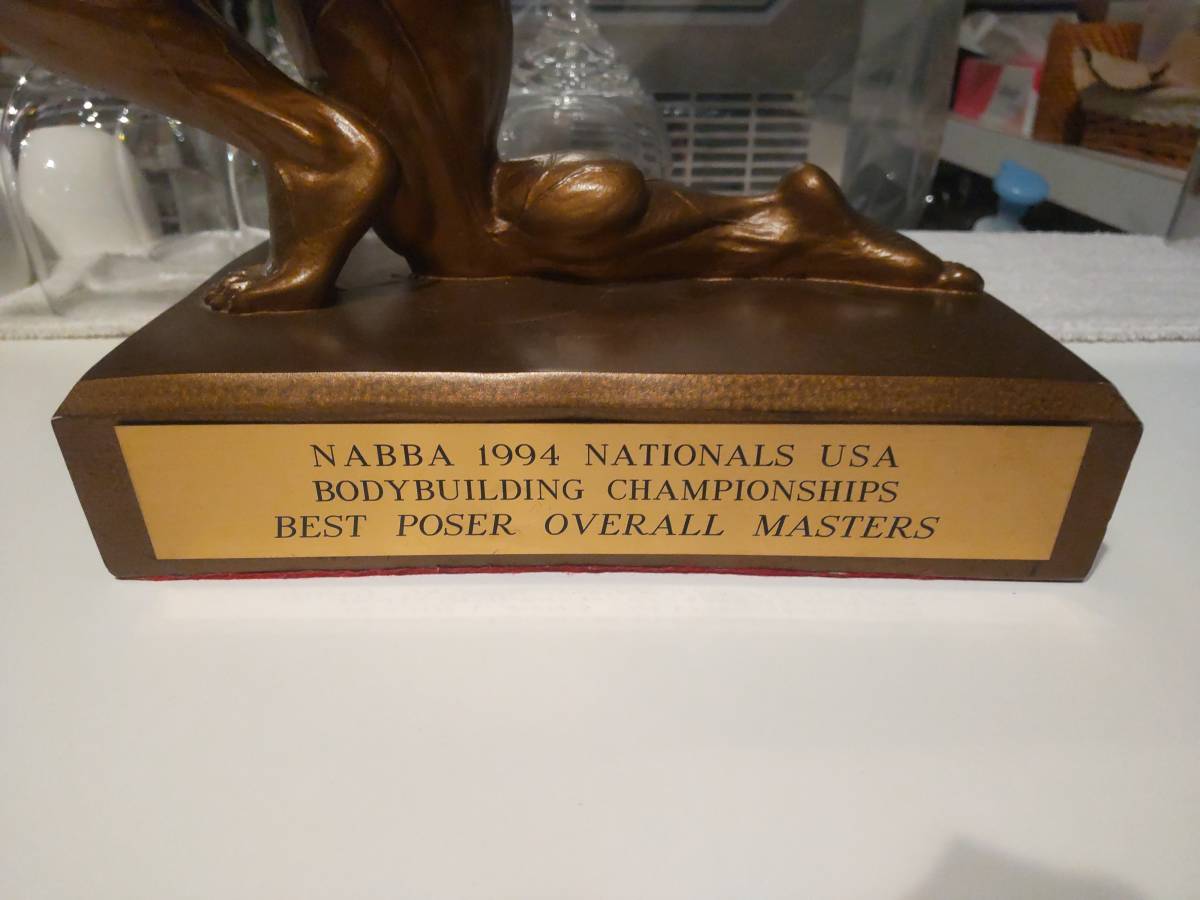 NABBA 1994 NATIONALS USA
BODYBUILDING CHAMPIONSHIPS
BEST POSER OVERALL MASTERS